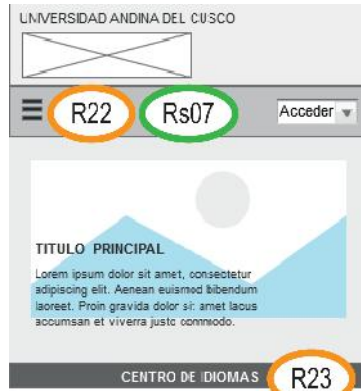 UNIVERSIDAD ANDINA DEL CUSCO
R22
Rs07
Acceder
TITULO PRINCIPAL
Lorem ipsum dolor sit amet, consectetur
adipiscing elit. Aenean euismod bibendum
laoreet. Proin gravida dolor sit amet lacus
accumsan et viverra justo commodo.
CENTRO DE IDIOMAS
R23